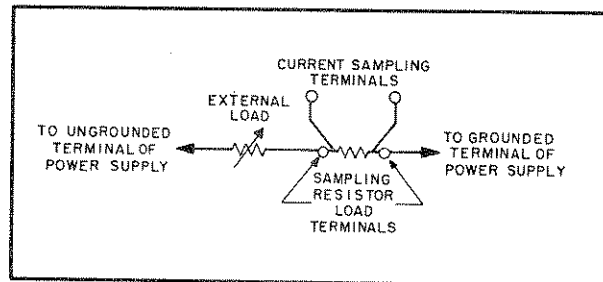 CURRENT SAMPLING
TERMINALS
EXTERNAL
LOAD
TO UNGROUNDED
TERMINAL OF
POWER SUPPLY
TO GROUNDED
TERMINAL OF
POWER SUPPLY
SAMPLING
RESISTOR
LOAD
TERMINALS